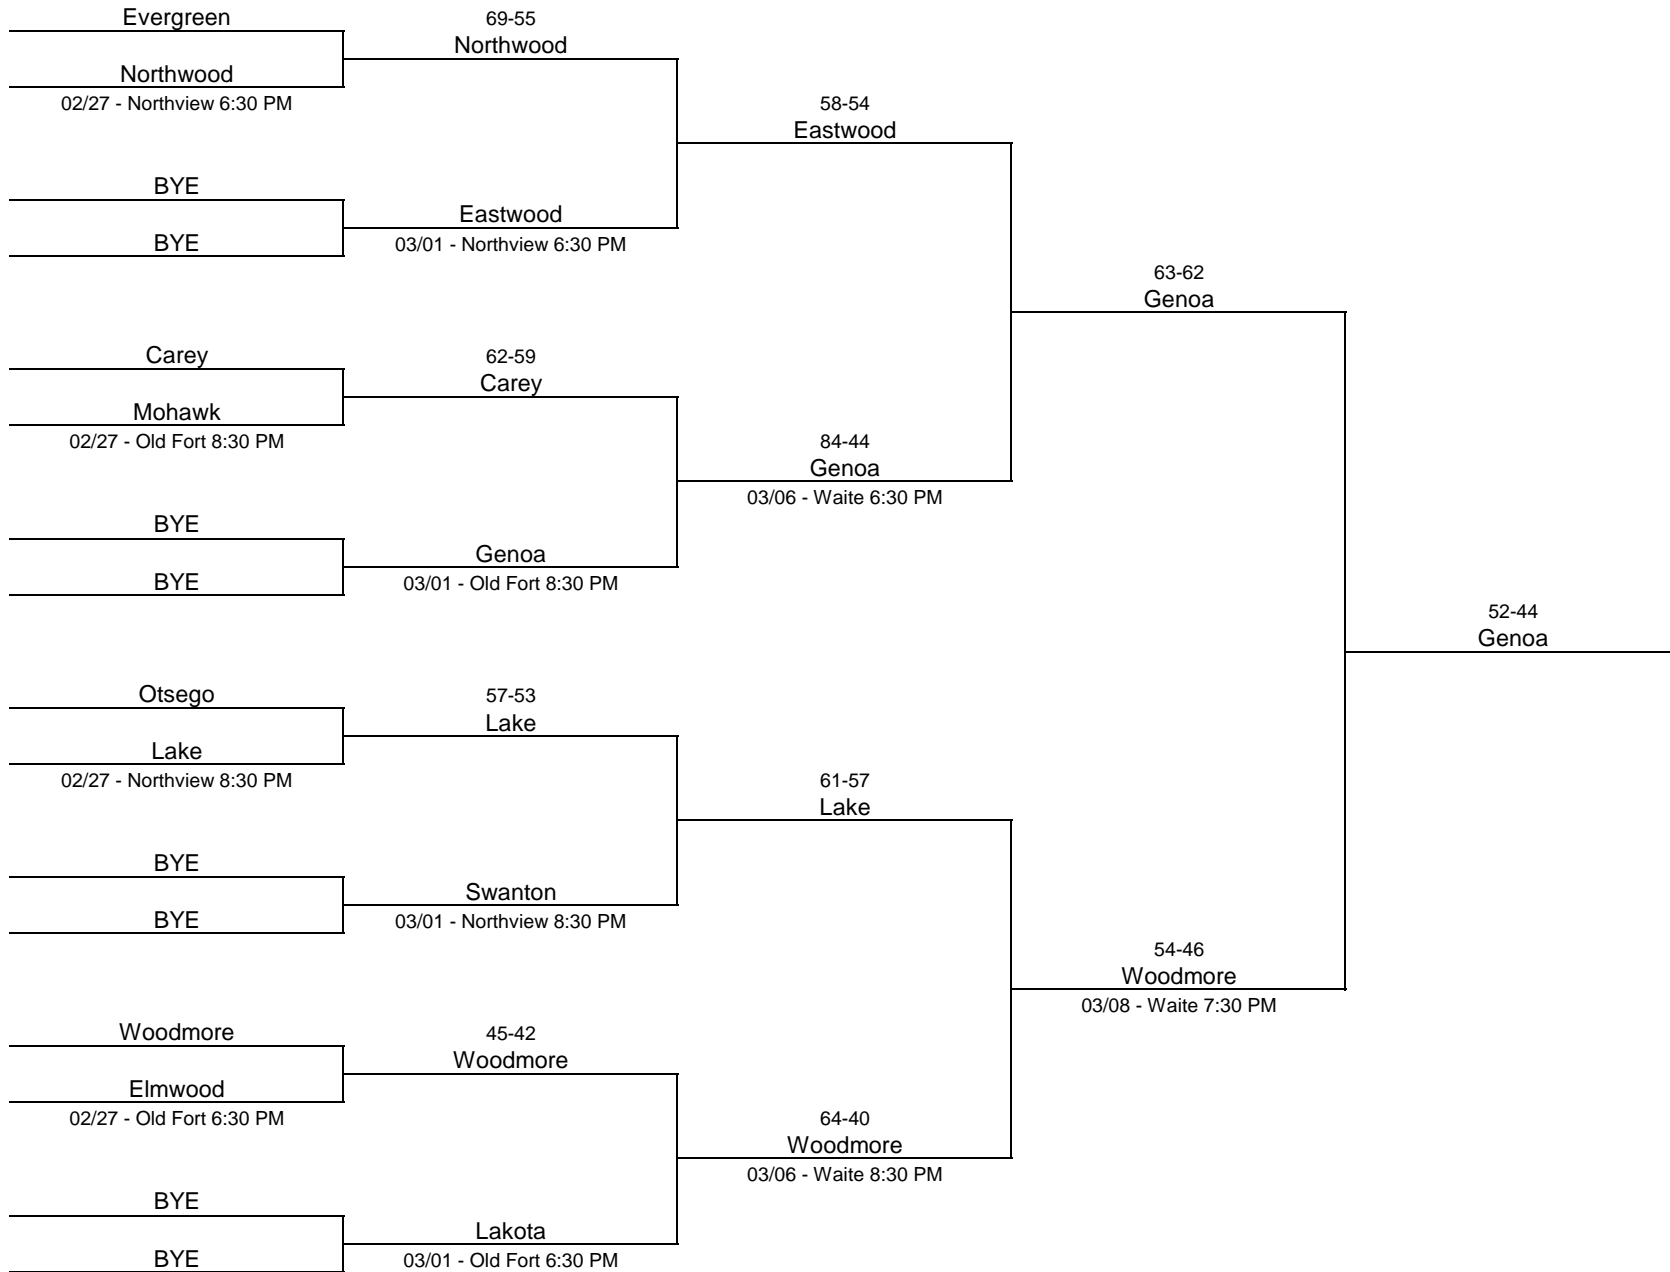 Evergreen
Northwood
02/27 - Northview 6:30 PM
BYE
BYE
Carey
Mohawk
02/27 - Old Fort 8:30 PM
BYE
BYE
Otsego
Lake
02/27 - Northview 8:30 PM
BYE
BYE
Woodmore
Elmwood
02/27 - Old Fort 6:30 PM
BYE
BYE
69-55
Northwood
Eastwood
03/01 - Northview 6:30 PM
62-59
Carey
Genoa
03/01 - Old Fort 8:30 PM
57-53
Lake
Swanton
03/01 - Northview 8:30 PM
45-42
Woodmore
Lakota
03/01 - Old Fort 6:30 PM
58-54
Eastwood
84-44
Genoa
03/06 - Waite 6:30 PM
61-57
Lake
64-40
Woodmore
03/06 - Waite 8:30 PM
63-62
Genoa
54-46
Woodmore
03/08 - Waite 7:30 PM
52-44
Genoa